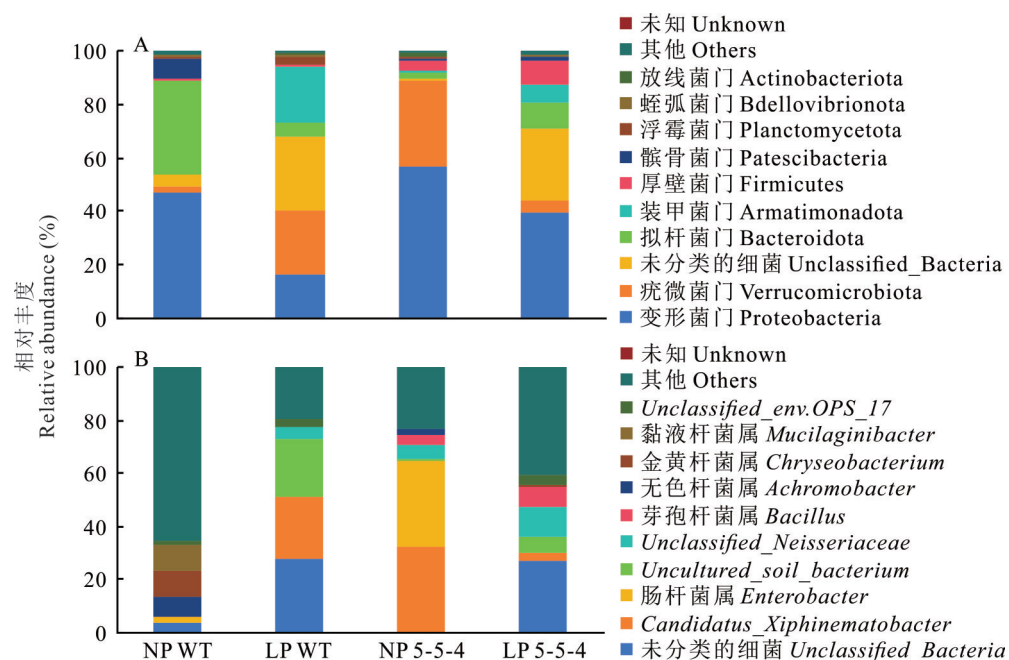 相对丰度
Relative abundance (%)
A
100
80
60
40
20
0
未知 Unknown
其他 Others
放线菌门 Actinobacteriota
蛭弧菌门 Bdellovibrionota
浮霉菌门 Planctomycetota
髌骨菌门 Patescibacteria
厚壁菌门 Firmicutes
装甲菌门 Armatimonadota
拟杆菌门 Bacteroidota
未分类的细菌 Unclassified_Bacteria
疣微菌门 Verrucomicrobiota
变形菌门 Proteobacteria
B
100
80
60
40
20
0
NP WT
LP WT
NP 5-5-4
LP 5-5-4
未知 Unknown
其他 Others
Unclassified_env.OPS_17
黏液杆菌属 Mucilaginibacter
金黄杆菌属 Chryseobacterium
无色杆菌属 Achromobacter
芽孢杆菌属 Bacillus
Unclassified_Neisseriaceae
Uncultured_soil_bacterium
肠杆菌属 Enterobacter
Candidatus_Xiphinematobacter
未分类的细菌 Unclassified_Bacteria